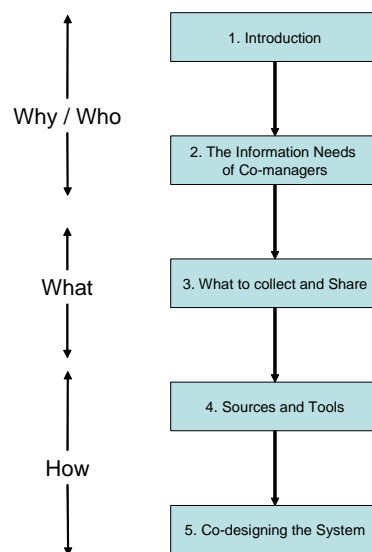 1. Introduction
Why / Who
2. The Information Needs
of Co-managers
What
3. What to collect and Share
4. Sources and Tools
How
5. Co-designing the System